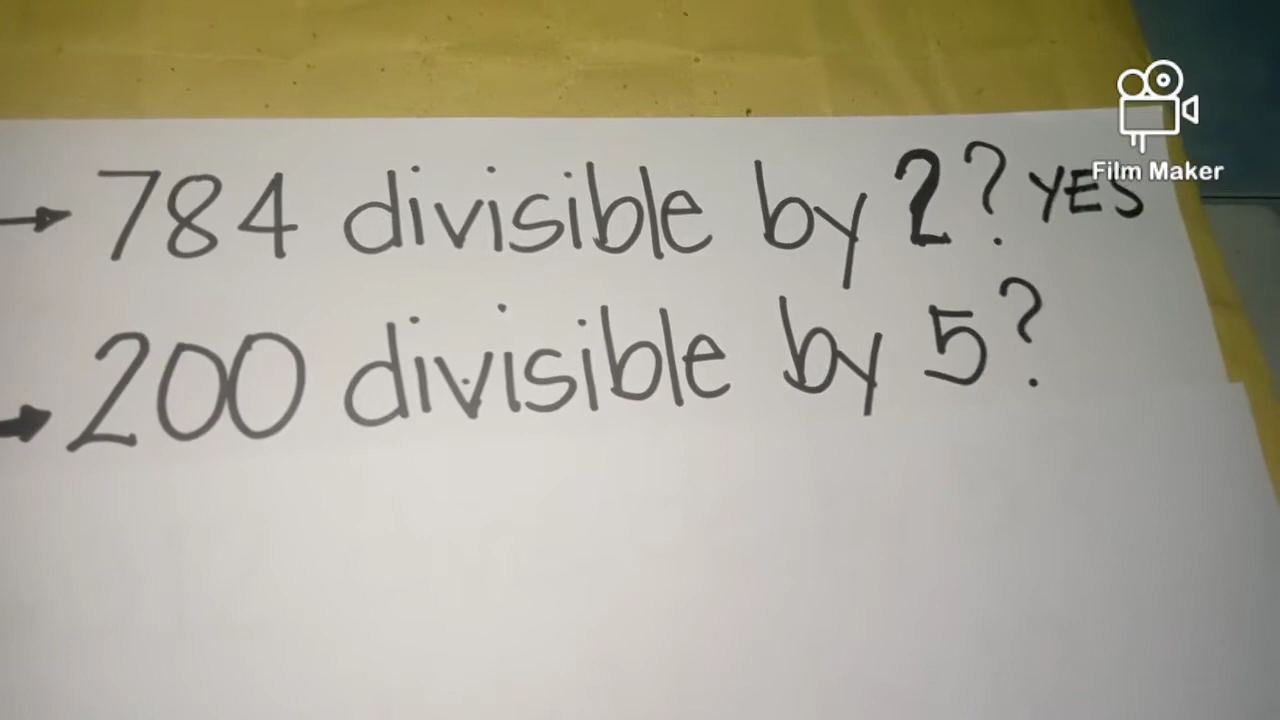 → 784 divisible by 2? YES
→ 200 divisible by 5?
Film Maker